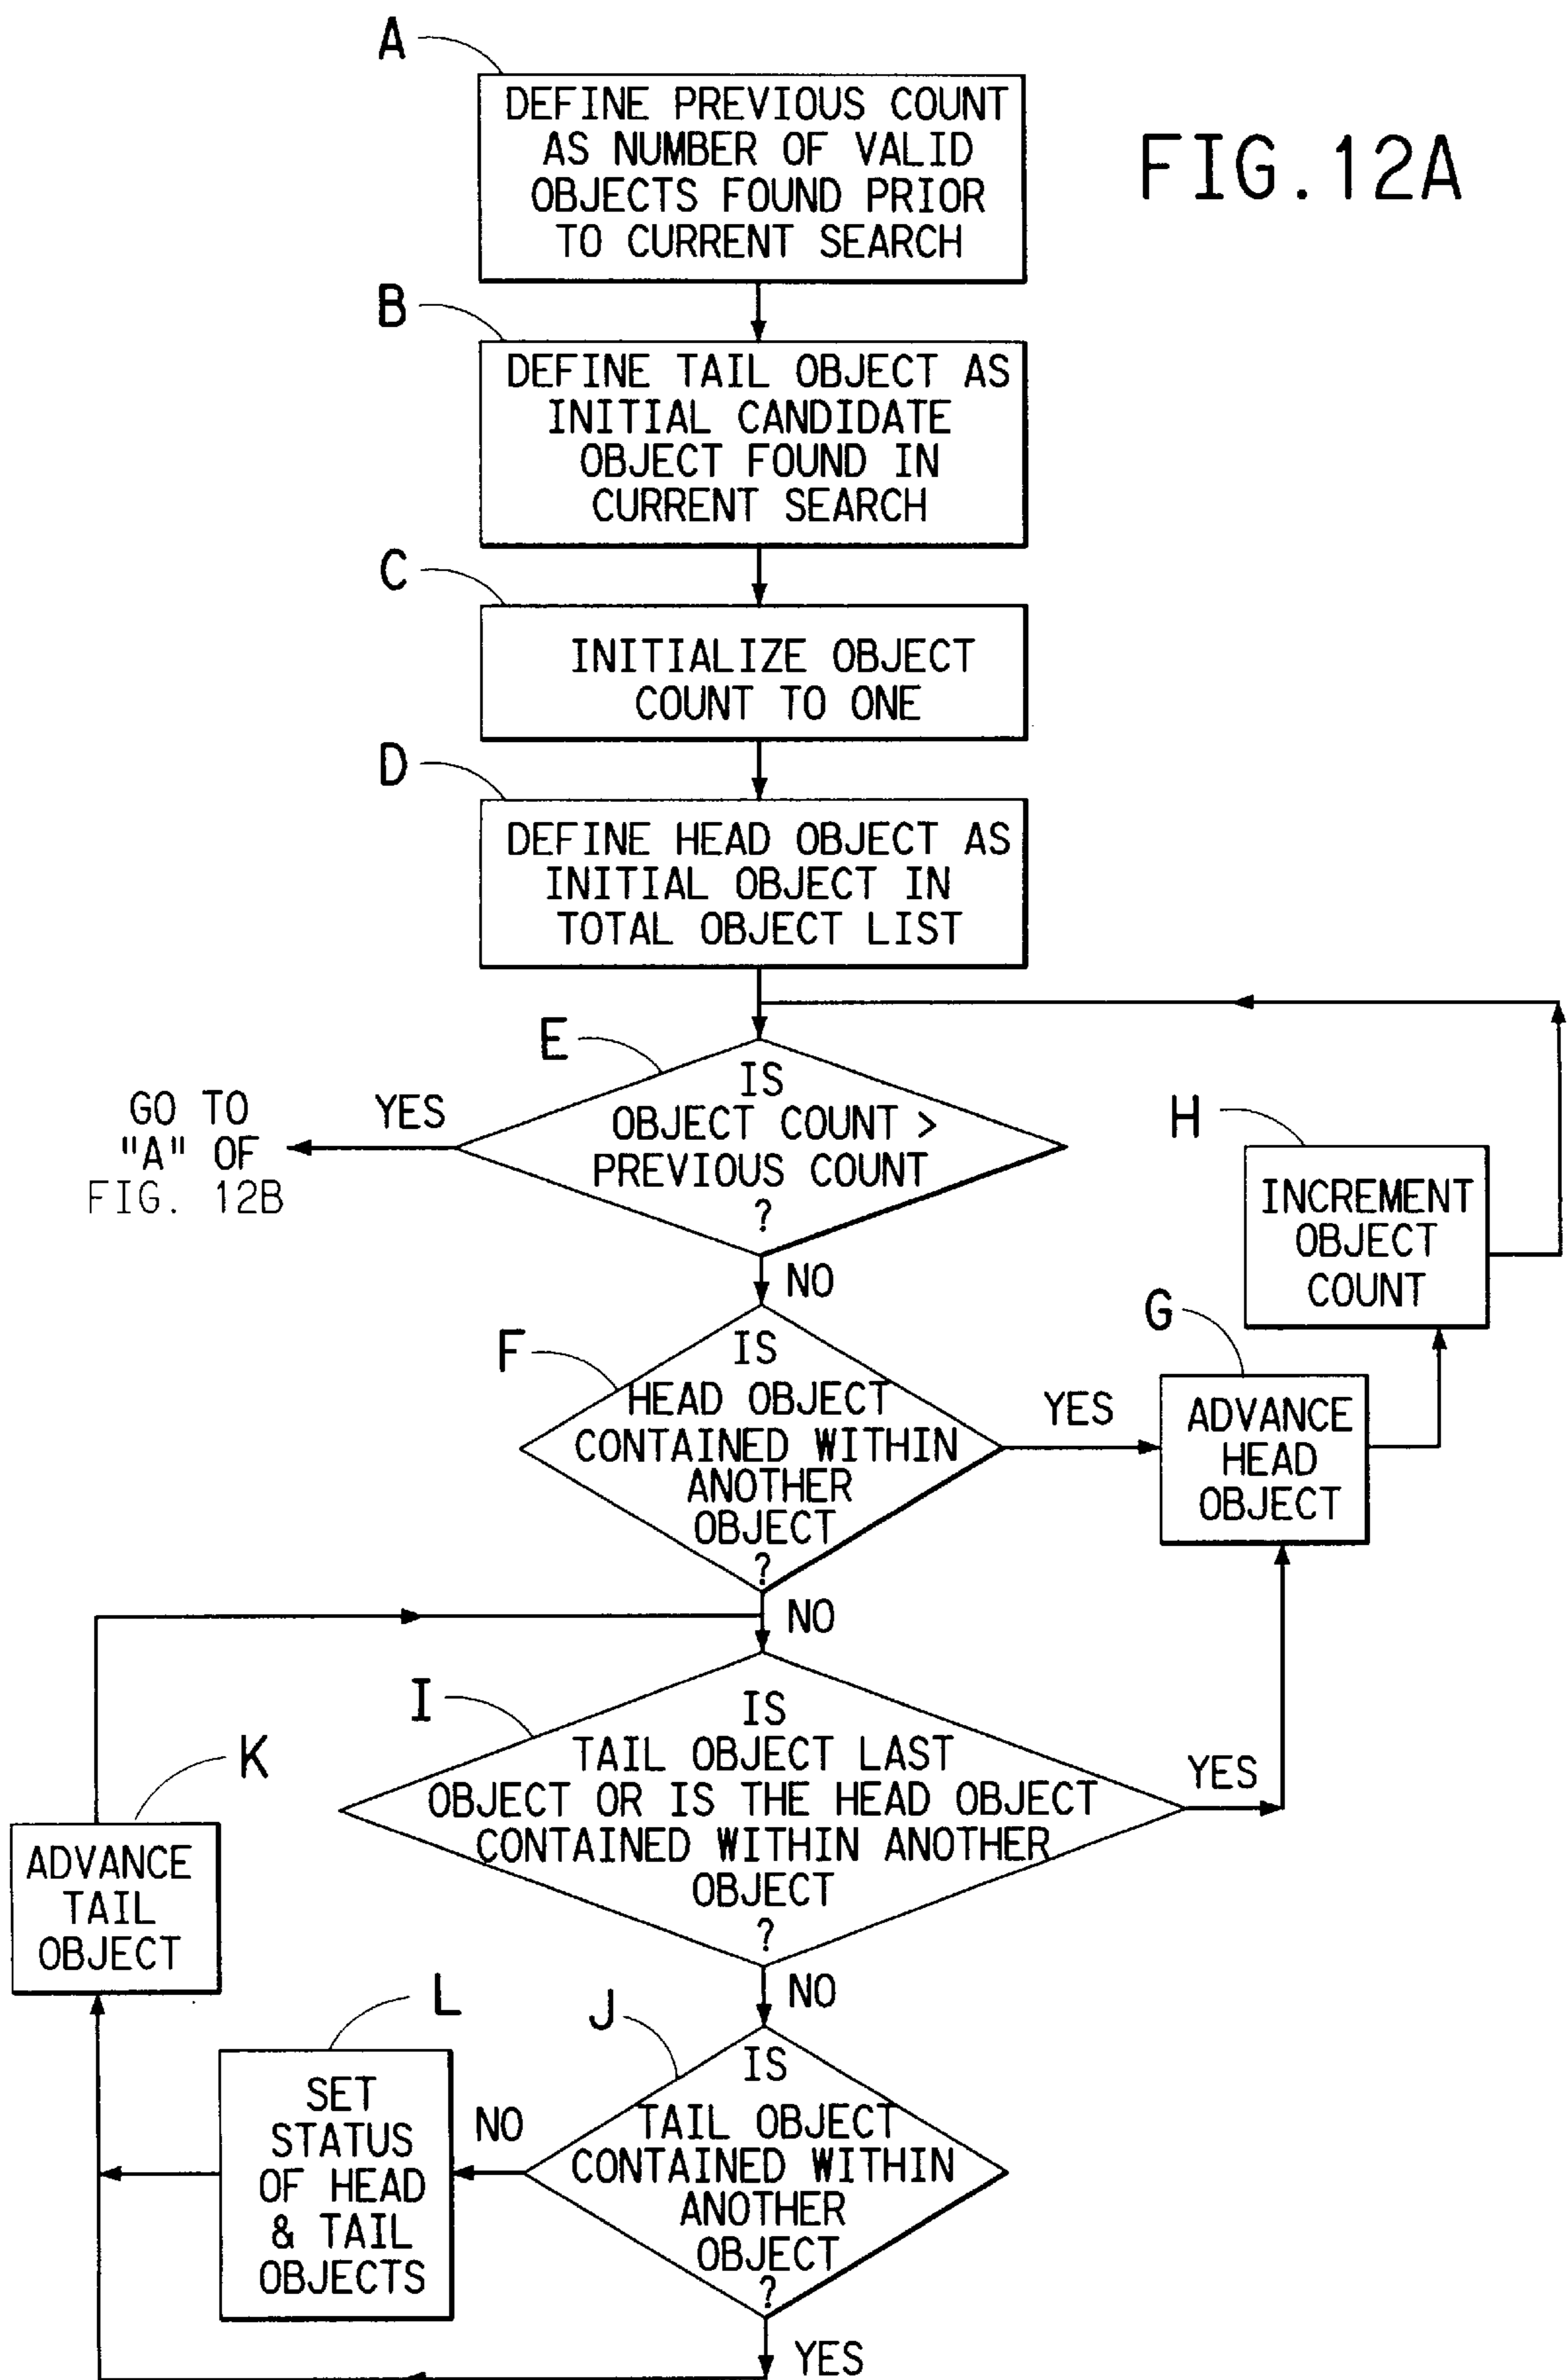 FIG.12A
A
DEFINE PREVIOUS COUNT
AS NUMBER OF VALID
OBJECTS FOUND PRIOR
TO CURRENT SEARCH
B
DEFINE TAIL OBJECT AS
INITIAL CANDIDATE
OBJECT FOUND IN
CURRENT SEARCH
C
INITIALIZE OBJECT
COUNT TO ONE
D
DEFINE HEAD OBJECT AS
INITIAL OBJECT IN
TOTAL OBJECT LIST
E
IS
OBJECT COUNT >
PREVIOUS COUNT
?
YES
GO TO
"A" OF
FIG. 12B
NO
H
INCREMENT
OBJECT
COUNT
F
IS
HEAD OBJECT
CONTAINED WITHIN
ANOTHER
OBJECT
?
YES
G
ADVANCE
HEAD
OBJECT
NO
I
IS
TAIL OBJECT LAST
OBJECT OR IS THE HEAD OBJECT
CONTAINED WITHIN ANOTHER
OBJECT
?
YES
K
ADVANCE
TAIL
OBJECT
NO
L
SET
STATUS
OF HEAD
& TAIL
OBJECTS
NO
J
IS
TAIL OBJECT
CONTAINED WITHIN
ANOTHER
OBJECT
?
YES